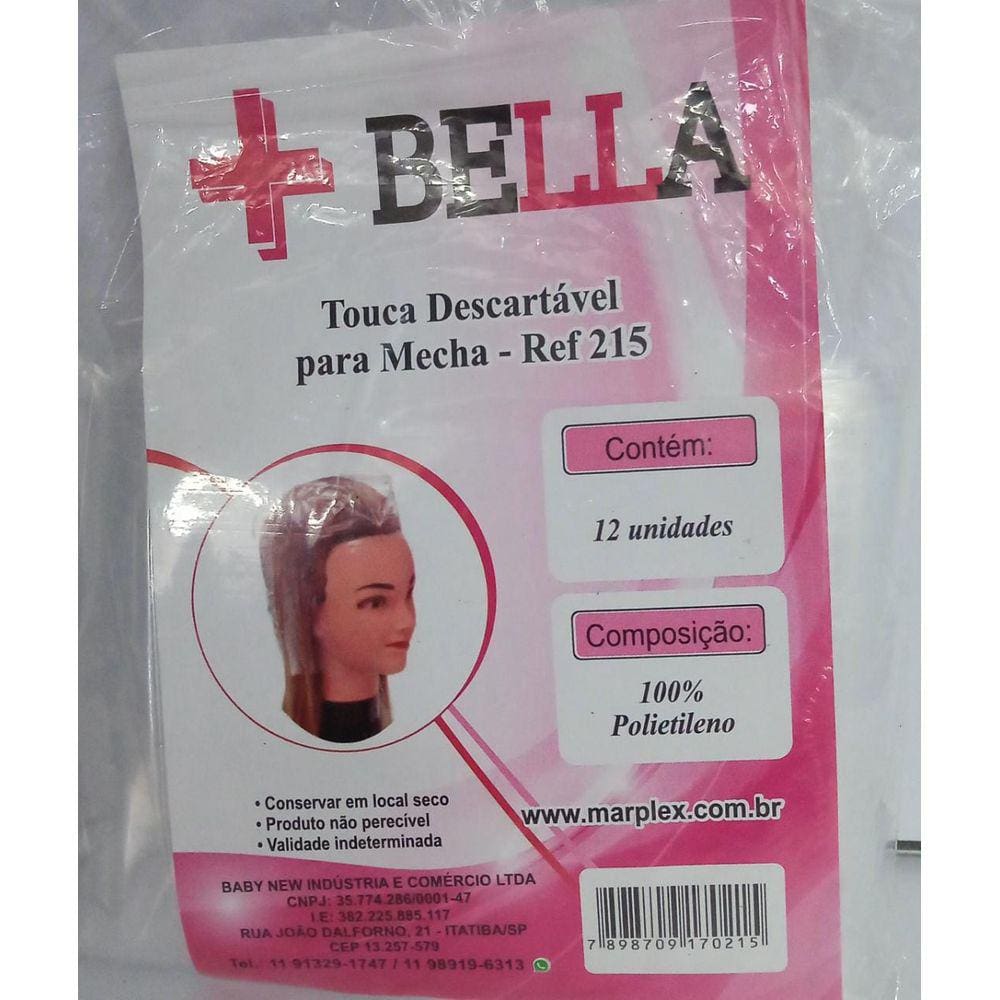 BELLA
Touca Descartável
para Mecha - Ref 215
Contém:
12 unidades
Composição:
100%
Polietileno
• Conservar em local seco
• Produto não perecível
• Validade indeterminada
www.marplex.com.br
BABY NEW INDÚSTRIA E COMÉRCIO LTDA
CNPJ: 35.774.286/0001-47
I.E: 382.225.885.117
RUA JOÃO DALFORNO, 21 - ITATIBA/SP
CEP 13.257-579
Tel.: 11 91329-1747 / 11 98919-6313
7898709170215